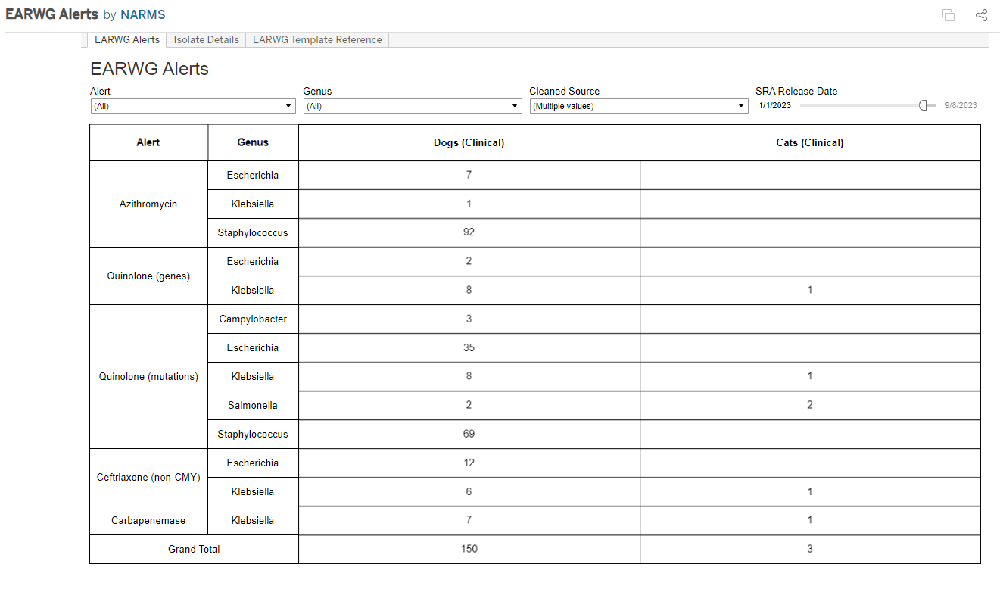 EARWG Alerts by NARMS
EARWG Alerts Isolate Details EARWG Template Reference
EARWG Alerts
Alert Genus Cleaned Source SRA Release Date
(All) (All) (Multiple values) 1/1/2023 9/8/2023
Alert Genus Dogs (Clinical) Cats (Clinical)
Azithromycin Escherichia 7
Klebsiella 1
Staphylococcus 92
Quinolone (genes) Escherichia 2
Klebsiella 8 1
Quinolone (mutations) Campylobacter 3
Escherichia 35
Klebsiella 8 1
Salmonella 2 2
Staphylococcus 69
Ceftriaxone (non-CMY) Escherichia 12
Klebsiella 6 1
Carbapenemase Klebsiella 7 1
Grand Total 150 3